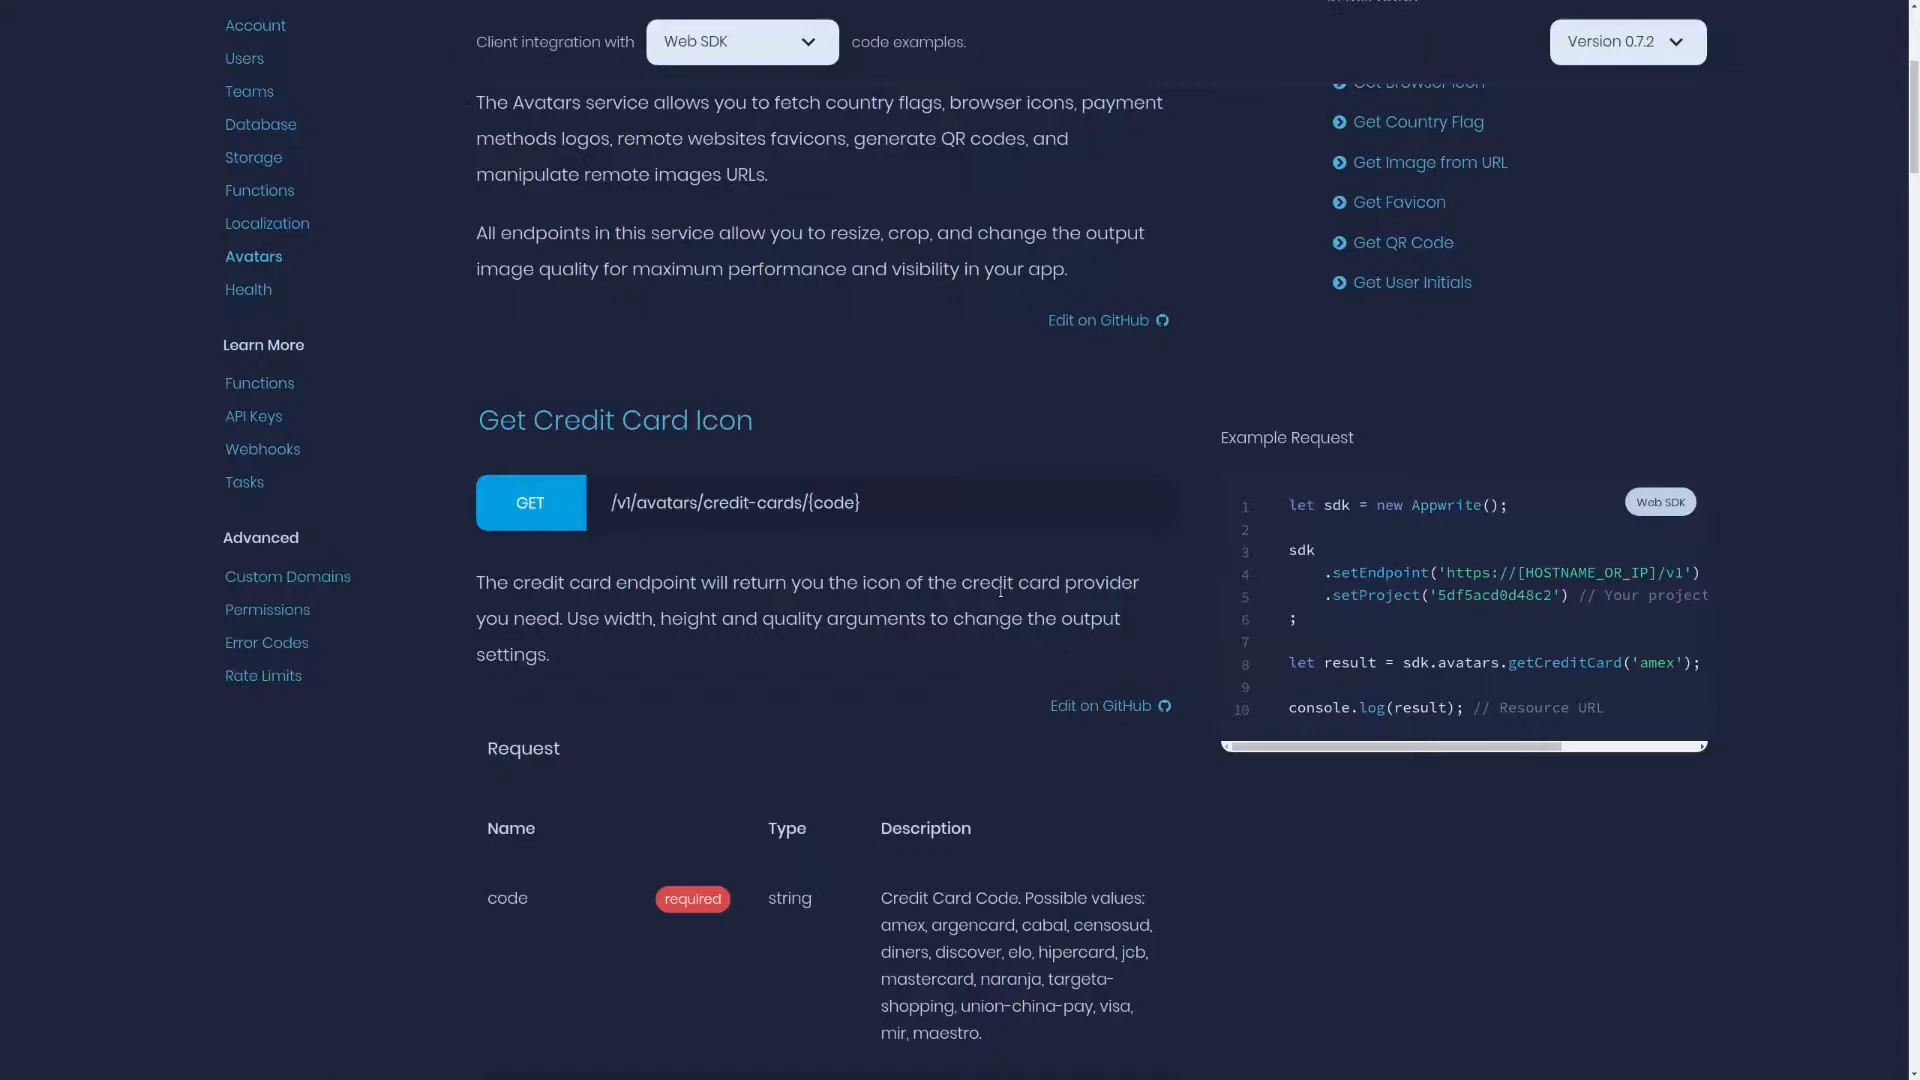 Account
Users
Teams
Database
Storage
Functions
Localization
Avatars
Health
Learn More
Functions
API Keys
Webhooks
Tasks
Advanced
Custom Domains
Permissions
Error Codes
Rate Limits
Client integration with Web SDK code examples.
Version 0.7.2
The Avatars service allows you to fetch country flags, browser icons, payment
methods logos, remote websites favicons, generate QR codes, and
manipulate remote images URLs.
All endpoints in this service allow you to resize, crop, and change the output
image quality for maximum performance and visibility in your app.
Edit on GitHub
Get Browser Icon
Get Country Flag
Get Image from URL
Get Favicon
Get QR Code
Get User Initials
Get Credit Card Icon
GET /v1/avatars/credit-cards/{code}
The credit card endpoint will return you the icon of the credit card provider
you need. Use width, height and quality arguments to change the output
settings.
Edit on GitHub
Example Request
Web SDK
1 let sdk = new Appwrite();
2
3 sdk
4 .setEndpoint('https://[HOSTNAME_OR_IP]/v1')
5 .setProject('5df5acd0d48c2') // Your project
6 ;
7
8 let result = sdk.avatars.getCreditCard('amex');
9
10 console.log(result); // Resource URL
Request
Name Type Description
code required string Credit Card Code. Possible values:
amex, argencard, cabal, censosud,
diners, discover, elo, hipercard, jcb,
mastercard, naranja, targeta-
shopping, union-china-pay, visa,
mir, maestro.